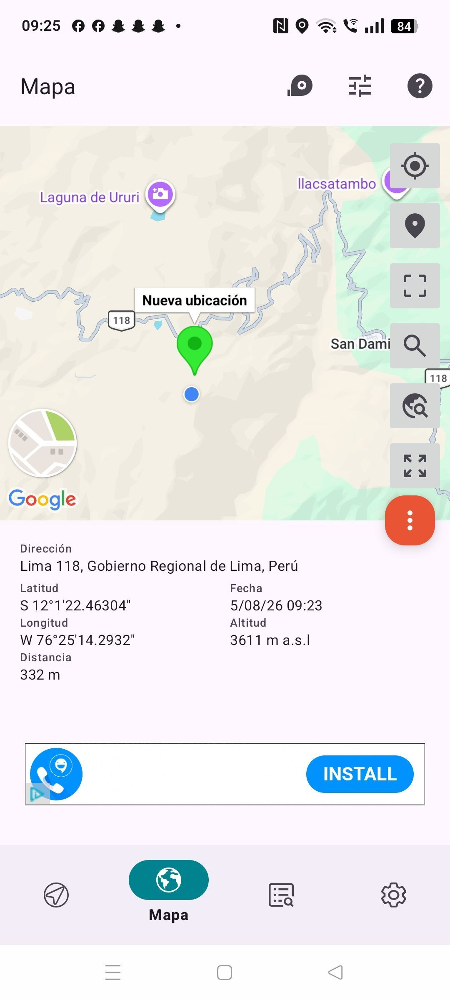 09:25
84
Mapa
Laguna de Ururi
llacsatambo
Nueva ubicación
118
San Dami
118
Google
Dirección
Lima 118, Gobierno Regional de Lima, Perú
Latitud
Fecha
S 12°1'22.46304"
5/08/26 09:23
Longitud
Altitud
W 76°25'14.2932"
3611 m a.s.l
Distancia
332 m
INSTALL
Mapa